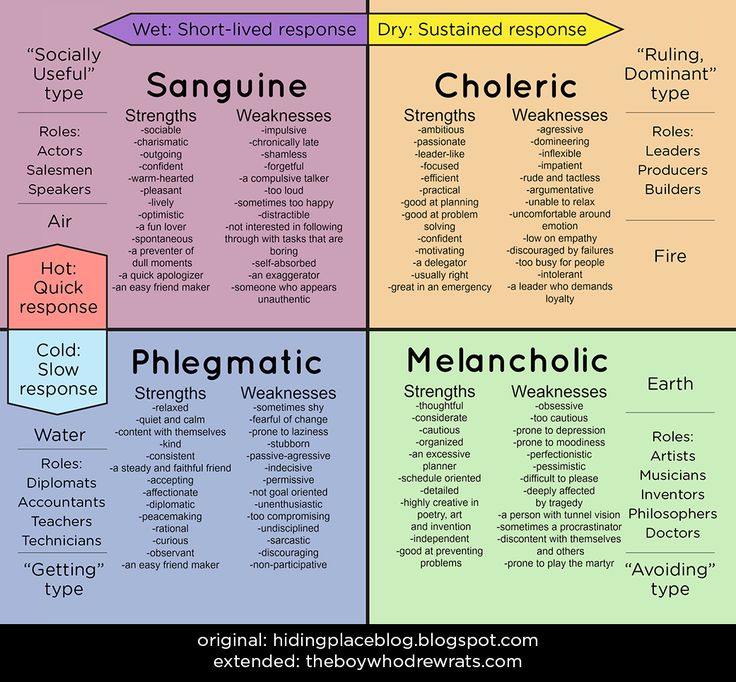 Wet: Short-lived response
Dry: Sustained response
"Socially
Useful"
type
Roles:
Actors
Salesmen
Speakers
Air
Hot:
Quick
response
Sanguine
Strengths
-sociable
-charismatic
-outgoing
-confident
-warm-hearted
-pleasant
-lively
-optimistic
-a fun lover
-spontaneous
-a preventer of
dull moments
-a quick apologizer
-an easy friend maker
Weaknesses
-impulsive
-chronically late
-shamless
-forgetful
-a compulsive talker
-too loud
-sometimes too happy
-distractible
-not interested in following
through with tasks that are
boring
-self-absorbed
-an exaggerator
-someone who appears
unauthentic
Choleric
Strengths
-ambitious
-passionate
-leader-like
-focused
-efficient
-practical
-good at planning
-good at problem
solving
-confident
-motivating
-a delegator
-usually right
-great in an emergency
Weaknesses
-agressive
-domineering
-inflexible
-impatient
-rude and tactless
-argumentative
-unable to relax
-uncomfortable around
emotion
-low on empathy
-discouraged by failures
-too busy for people
-intolerant
-a leader who demands
loyalty
"Ruling,
Dominant"
type
Roles:
Leaders
Producers
Builders
Fire
Cold:
Slow
response
Water
Roles:
Diplomats
Accountants
Teachers
Technicians
"Getting"
type
Phlegmatic
Strengths
-relaxed
-quiet and calm
-content with themselves
-kind
-consistent
-a steady and faithful friend
-accepting
-affectionate
-diplomatic
-peacemaking
-rational
-curious
-observant
-an easy friend maker
Weaknesses
-sometimes shy
-fearful of change
-prone to laziness
-stubborn
-passive-agressive
-indecisive
-permissive
-not goal oriented
-unenthusiastic
-too compromising
-undisciplined
-sarcastic
-discouraging
-non-participative
Melancholic
Strengths
-thoughtful
-considerate
-cautious
-organized
-an excessive
planner
-schedule oriented
-detailed
-highly creative in
poetry, art
and invention
-independent
-good at preventing
problems
Weaknesses
-obsessive
-too cautious
-prone to depression
-prone to moodiness
-perfectionistic
-pessimistic
-difficult to please
-deeply affected
by tragedy
-a person with tunnel vision
-sometimes a procrastinator
-discontent with themselves
and others
-prone to play the martyr
Earth
Roles:
Artists
Musicians
Inventors
Philosophers
Doctors
"Avoiding"
type
original: hidingplaceblog.blogspot.com
extended: theboywhodrewrats.com